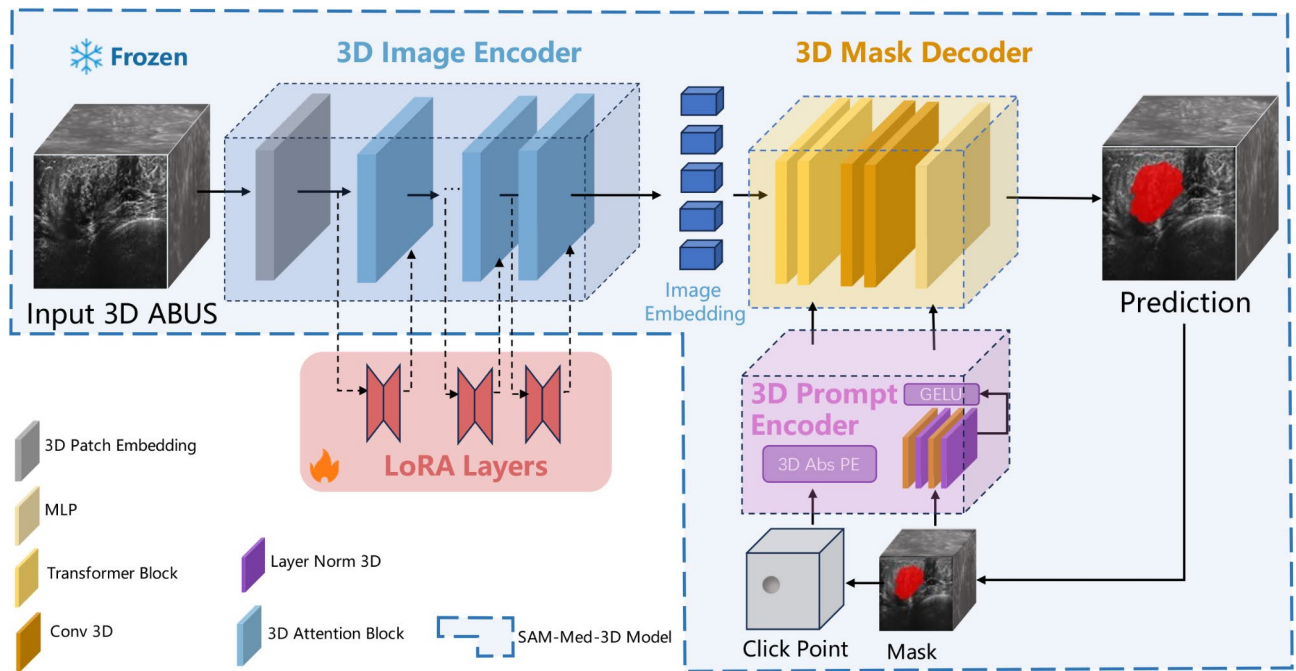 Frozen
3D Image Encoder
3D Mask Decoder
Input 3D ABUS
Image
Embedding
Prediction
3D Prompt
Encoder
GELU
3D Abs PE
LoRA Layers
3D Patch Embedding
MLP
Transformer Block
Conv 3D
Layer Norm 3D
3D Attention Block
SAM-Med-3D Model
Click Point
Mask